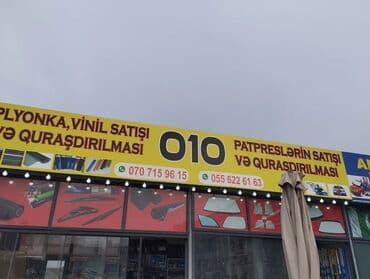 PLYONKA, VİNİL SATIŞI
VƏ QURAŞDIRILMASI
070 715 96 15
010
PATPRESLƏRİN SATIŞI
VƏ QURAŞDIRILMASI
055 622 61 63